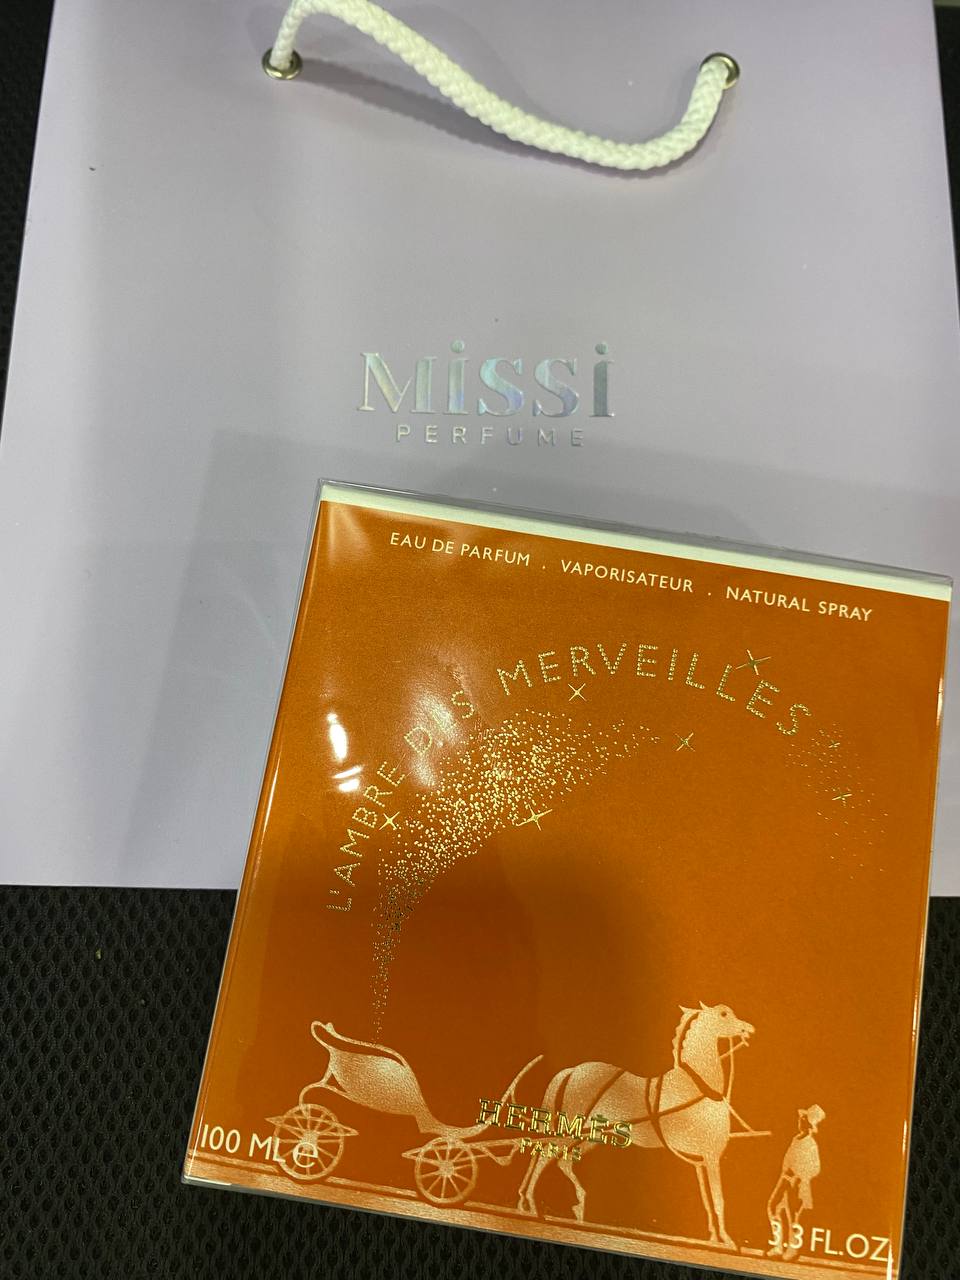 Missi
PERFUME
EAU DE PARFUM . VAPORISATEUR . NATURAL SPRAY
L'AMBRE DES MERVEILLES
HERMÈS
PARIS
100 ML e
3.3 FL.OZ